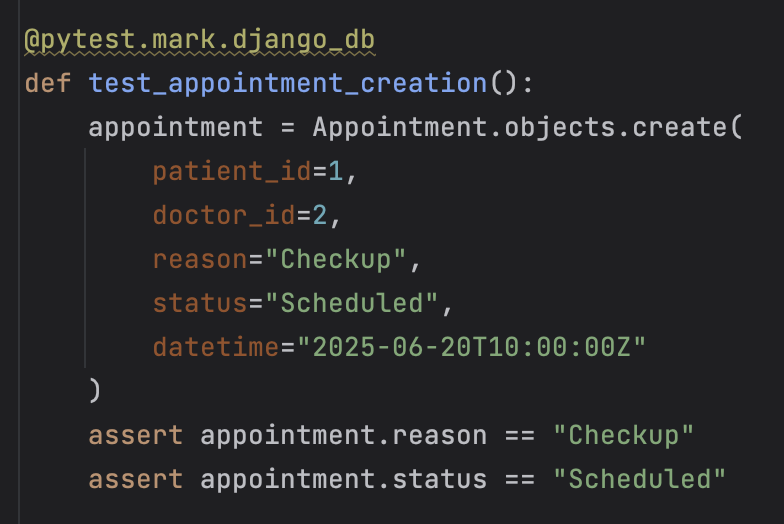 @pytest.mark.django_db
def test_appointment_creation():
    appointment = Appointment.objects.create(
        patient_id=1,
        doctor_id=2,
        reason="Checkup",
        status="Scheduled",
        datetime="2025-06-20T10:00:00Z"
    )
    assert appointment.reason == "Checkup"
    assert appointment.status == "Scheduled"